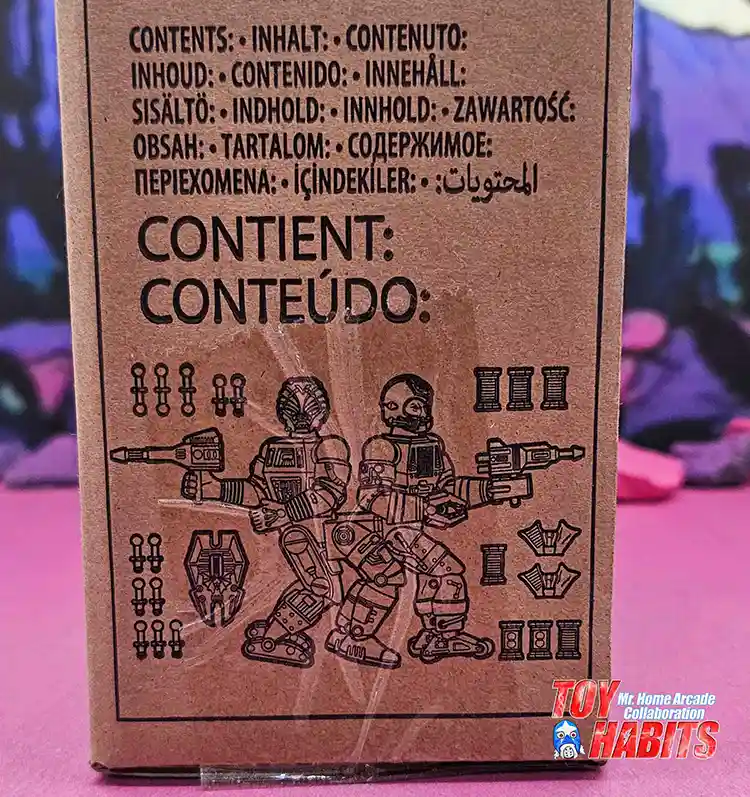 CONTENTS: • INHALT: • CONTENUTO:
INHOUD: • CONTENIDO: • INNEHÅLL:
SISÄLTÖ: • INDHOLD: • INNHOLD: • ZAWARTOŚĆ:
OBSAH: • TARTALOM: • СОДЕРЖИМОЕ:
ΠΕΡΙΕΧΟΜΕΝΑ: • İÇİNDEKİLER: • المحتويات:
CONTIENT:
CONTEÚDO:
TOY HABITS
Mr. Home Arcade
Collaboration